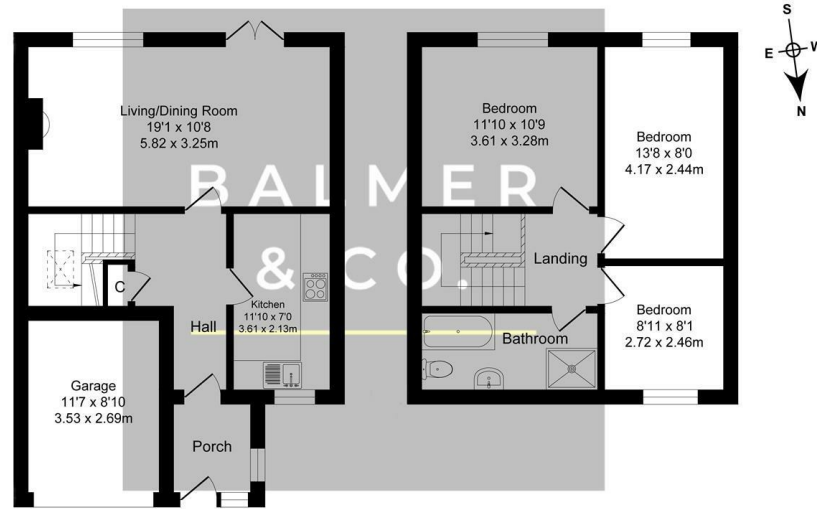 Living/Dining Room
19'1 x 10'8
5.82 x 3.25m
C
Hall
Kitchen
11'10 x 7'0
3.61 x 2.13m
Garage
11'7 x 8'10
3.53 x 2.69m
Porch
Bedroom
11'10 x 10'9
3.61 x 3.28m
Bedroom
13'8 x 8'0
4.17 x 2.44m
Landing
Bedroom
8'11 x 8'1
2.72 x 2.46m
Bathroom
S
E W
N
BALMER
& CO.